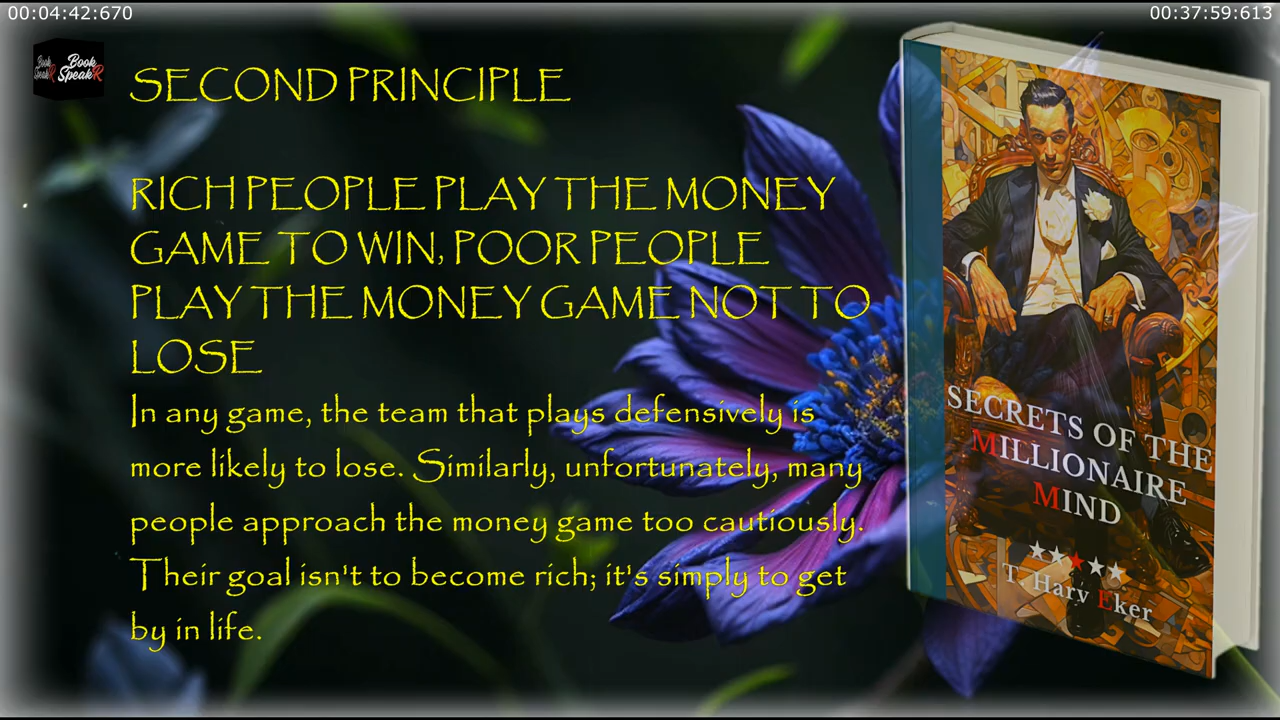 00:04:42:670
00:37:59:613
Book
SpeakR
Book
SpeakR
SECOND PRINCIPLE
RICH PEOPLE PLAY THE MONEY
GAME TO WIN, POOR PEOPLE
PLAY THE MONEY GAME NOT TO
LOSE
In any game, the team that plays defensively is
more likely to lose. Similarly, unfortunately, many
people approach the money game too cautiously.
Their goal isn't to become rich; it's simply to get
by in life.
SECRETS OF THE
MILLIONAIRE
MIND
T. Harv Eker